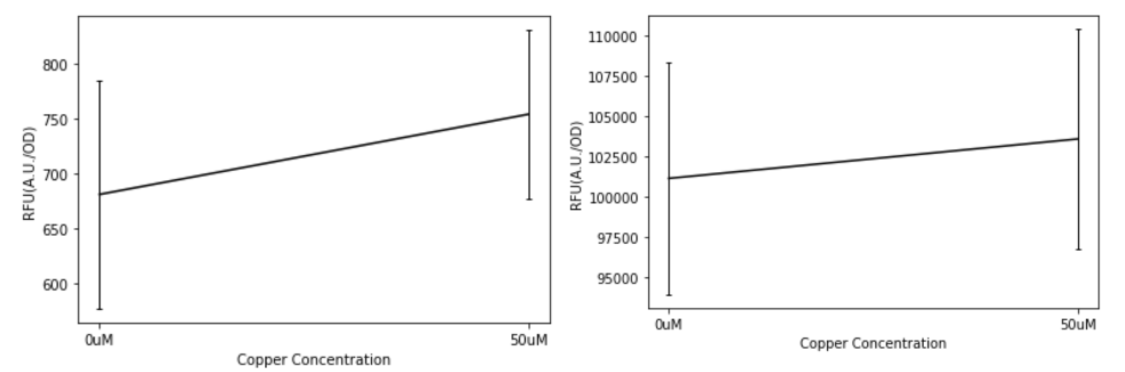 800
750
700
650
600
RFU(A.U./OD)
0uM
50uM
Copper Concentration
110000
107500
105000
102500
100000
97500
95000
RFU(A.U./OD)
0uM
50uM
Copper Concentration